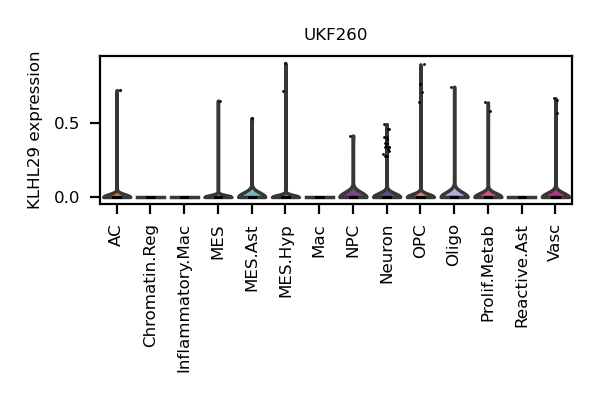 UKF260
KLHL29 expression
0.5
0.0
AC
Chromatin.Reg
Inflammatory.Mac
MES
MES.Ast
MES.Hyp
Mac
NPC
Neuron
OPC
Oligo
Prolif.Metab
Reactive.Ast
Vasc